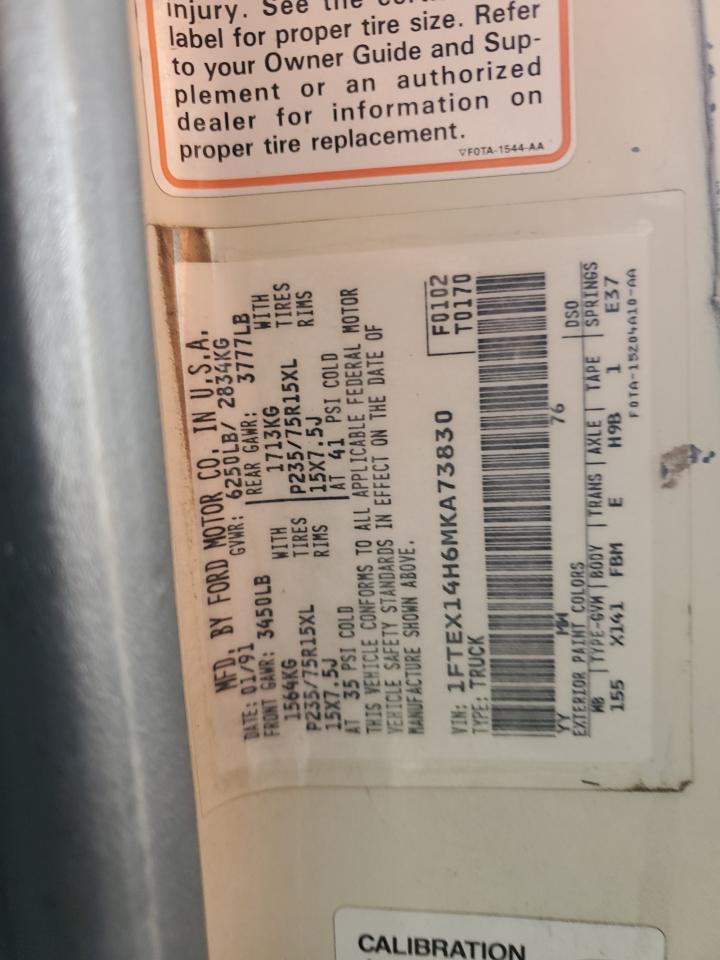 injury. See the
label for proper tire size. Refer
to your Owner Guide and Sup-
plement or an authorized
dealer for information on
proper tire replacement.
▽F0TA-1544-AA
MFD. BY FORD MOTOR CO. IN U.S.A.
DATE: 01/91 GVWR: 6250LB/ 2834KG
FRONT GAWR: 3450LB REAR GAWR: 3777LB
1564KG WITH 1713KG WITH
P235/75R15XL TIRES P235/75R15XL TIRES
15X7.5J RIMS 15X7.5J RIMS
AT 35 PSI COLD AT 41 PSI COLD
THIS VEHICLE CONFORMS TO ALL APPLICABLE FEDERAL MOTOR
VEHICLE SAFETY STANDARDS IN EFFECT ON THE DATE OF
MANUFACTURE SHOWN ABOVE.
F0102
VIN: 1FTEX14H6MKA73830 T0170
TYPE: TRUCK
YY MW 76
EXTERIOR PAINT COLORS DSO
WB TYPE-GVW BODY TRANS AXLE TAPE SPRINGS
155 X141 FBM E H9B 1 E37
F0TA-15204A10-AA
CALIBRATION